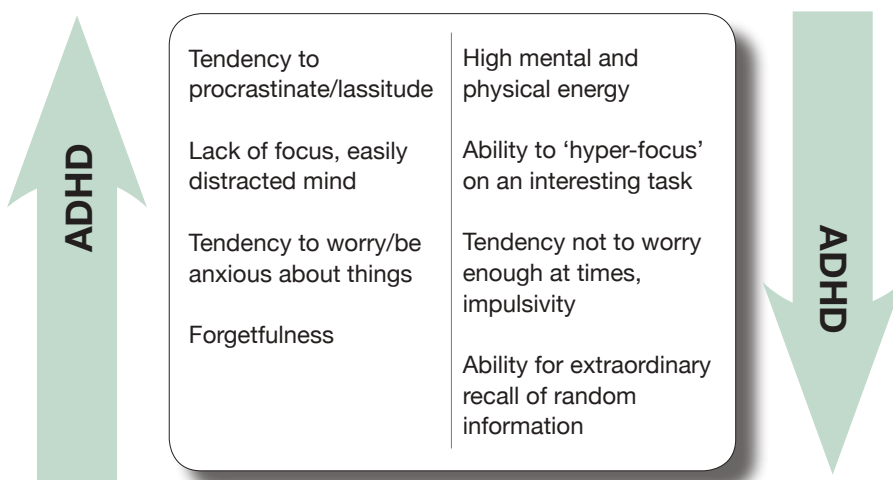 ADHD
Tendency to
procrastinate/lassitude
Lack of focus, easily
distracted mind
Tendency to worry/be
anxious about things
Forgetfulness
High mental and
physical energy
Ability to ‘hyper-focus’
on an interesting task
Tendency not to worry
enough at times,
impulsivity
Ability for extraordinary
recall of random
information
ADHD